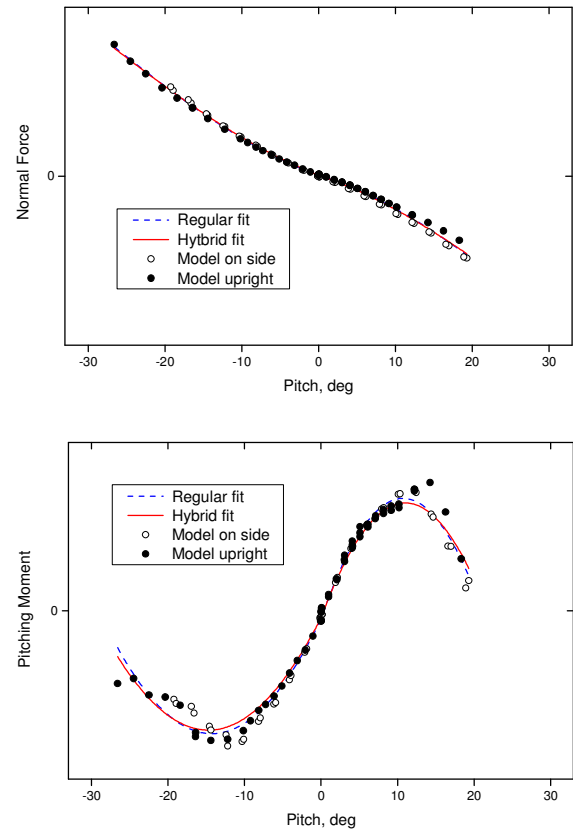 Normal Force
0
Regular fit
Hytbrid fit
Model on side
Model upright
-30 -20 -10 0 10 20 30
Pitch, deg
Pitching Moment
0
Regular fit
Hybrid fit
Model on side
Model upright
-30 -20 -10 0 10 20 30
Pitch, deg